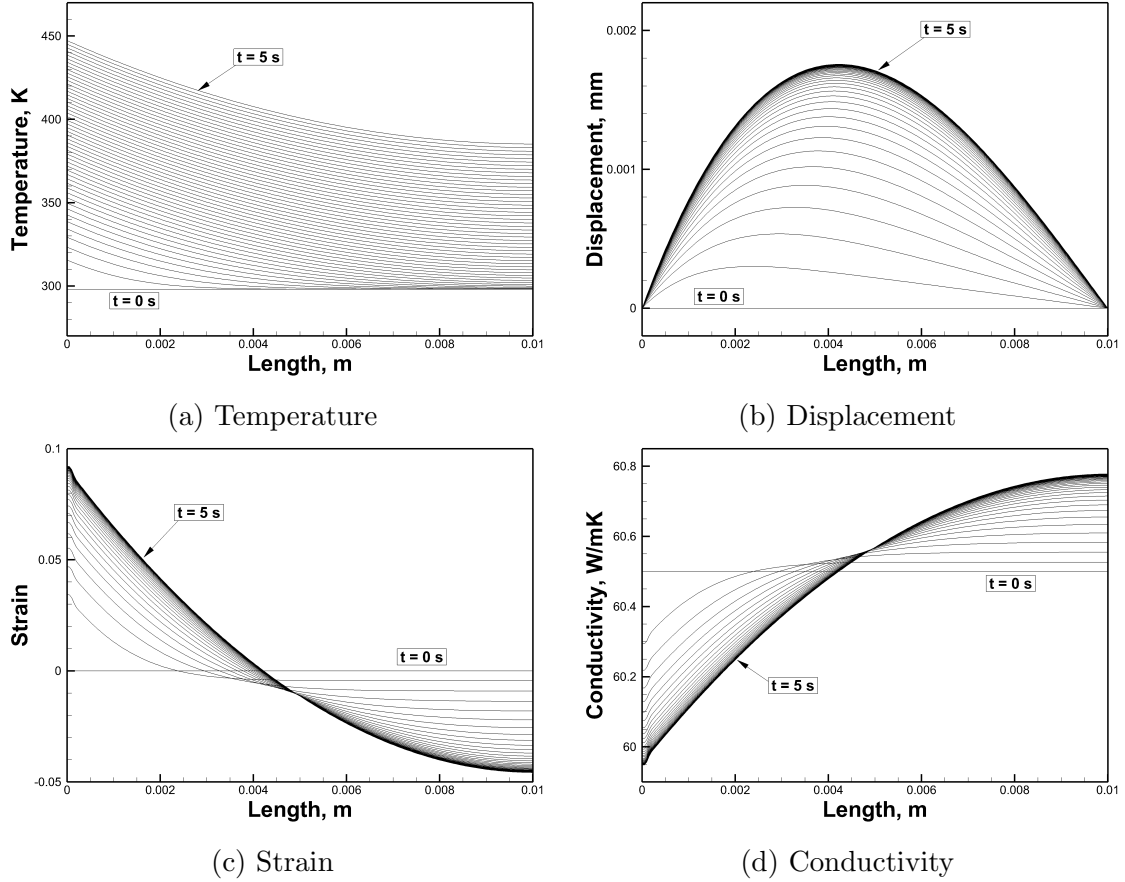 Temperature, K
450
400
350
300
t = 5 s
t = 0 s
0
0.002
0.004
0.006
0.008
0.01
Length, m
(a) Temperature
Displacement, mm
0.002
0.001
0
t = 5 s
t = 0 s
0
0.002
0.004
0.006
0.008
0.01
Length, m
(b) Displacement
Strain
0.1
0.05
0
-0.05
t = 5 s
t = 0 s
0
0.002
0.004
0.006
0.008
0.01
Length, m
(c) Strain
Conductivity, W/mK
60.8
60.6
60.4
60.2
60
t = 0 s
t = 5 s
0
0.002
0.004
0.006
0.008
0.01
Length, m
(d) Conductivity